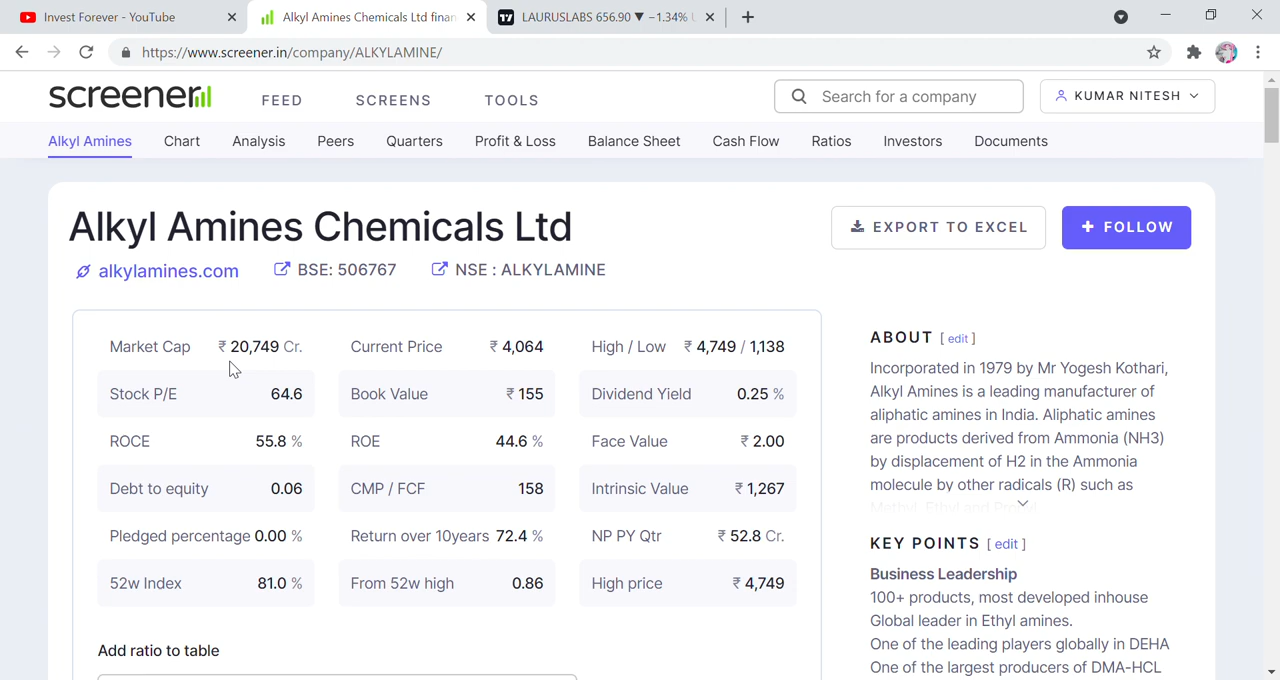 Invest Forever - YouTube
Alkyl Amines Chemicals Ltd finan
LAURUSLABS 656.90 ▼ −1.34% U
https://www.screener.in/company/ALKYLAMINE/
screener
FEED
SCREENS
TOOLS
Search for a company
KUMAR NITESH
Alkyl Amines
Chart
Analysis
Peers
Quarters
Profit & Loss
Balance Sheet
Cash Flow
Ratios
Investors
Documents
Alkyl Amines Chemicals Ltd
EXPORT TO EXCEL
+ FOLLOW
alkylamines.com
BSE: 506767
NSE : ALKYLAMINE
Market Cap ₹ 20,749 Cr.
Current Price ₹ 4,064
High / Low ₹ 4,749 / 1,138
Stock P/E 64.6
Book Value ₹ 155
Dividend Yield 0.25 %
ROCE 55.8 %
ROE 44.6 %
Face Value ₹ 2.00
Debt to equity 0.06
CMP / FCF 158
Intrinsic Value ₹ 1,267
Pledged percentage 0.00 %
Return over 10years 72.4 %
NP PY Qtr ₹ 52.8 Cr.
52w Index 81.0 %
From 52w high 0.86
High price ₹ 4,749
Add ratio to table
ABOUT [ edit ]
Incorporated in 1979 by Mr Yogesh Kothari,
Alkyl Amines is a leading manufacturer of
aliphatic amines in India. Aliphatic amines
are products derived from Ammonia (NH3)
by displacement of H2 in the Ammonia
molecule by other radicals (R) such as
Methyl, Ethyl and Propyl
KEY POINTS [ edit ]
Business Leadership
100+ products, most developed inhouse
Global leader in Ethyl amines.
One of the leading players globally in DEHA
One of the largest producers of DMA-HCL